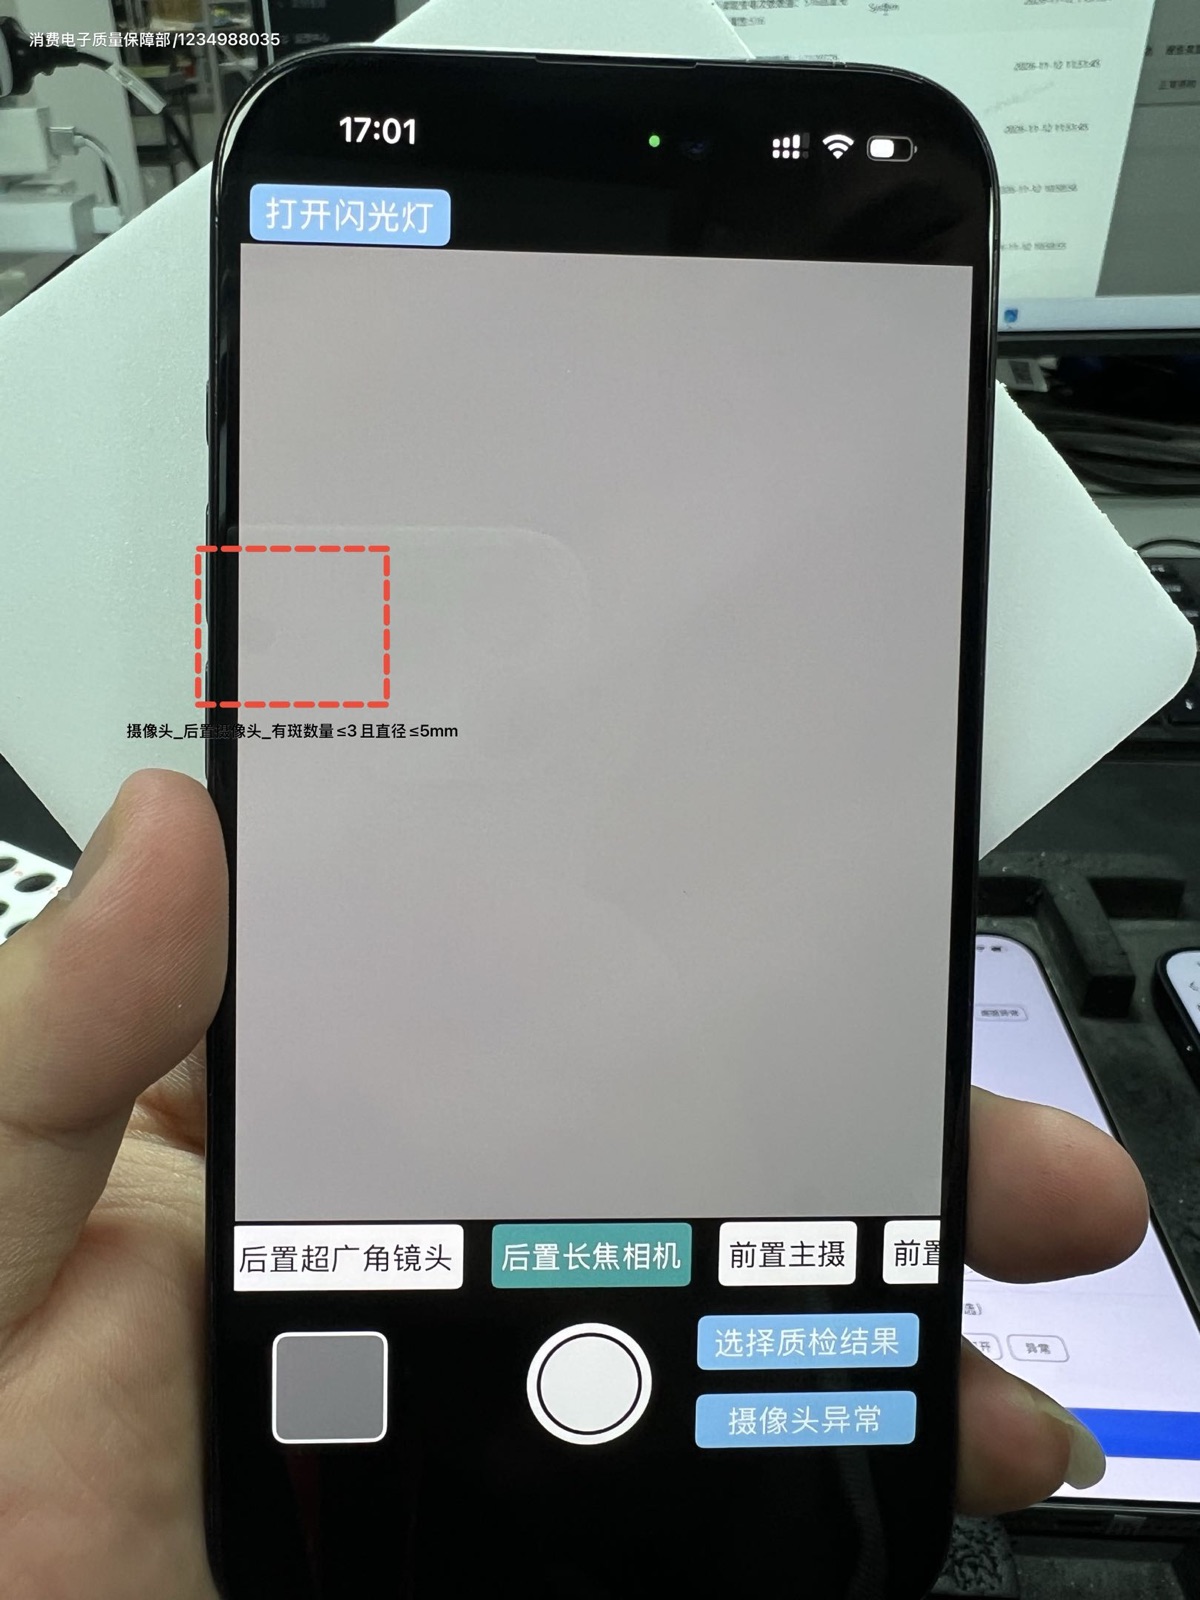 消费电子质量保障部/1234988035
17:01
打开闪光灯
摄像头_后置摄像头_有斑数量≤3且直径≤5mm
后置超广角镜头
后置长焦相机
前置主摄
前置
选择质检结果
摄像头异常
异常